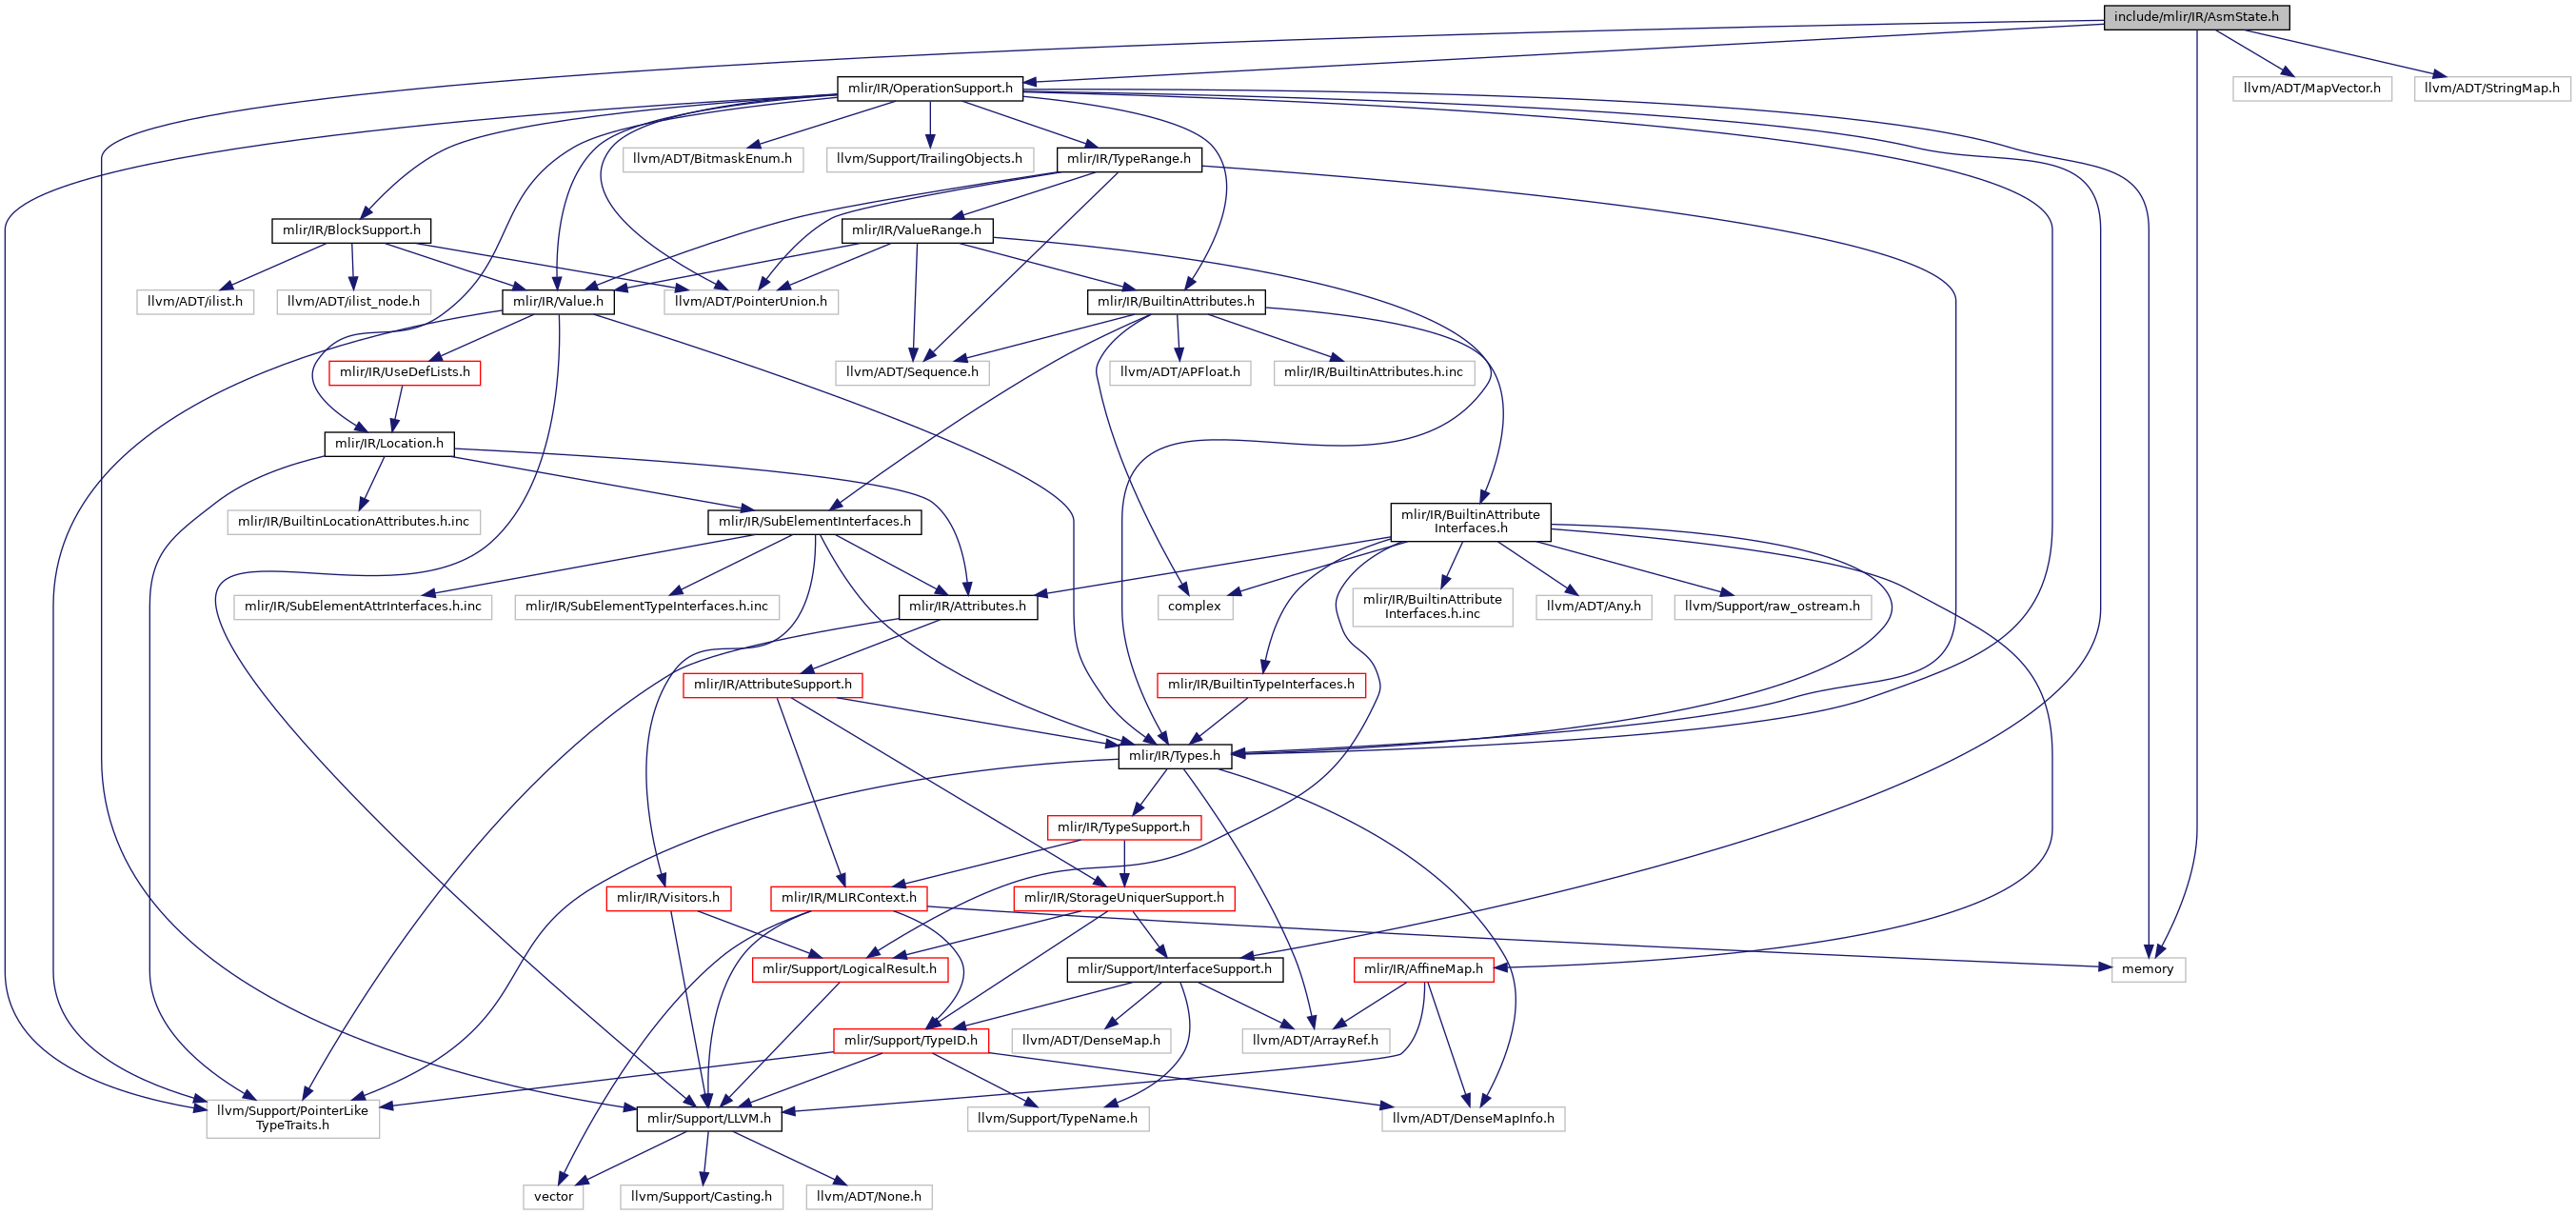 include/mlir/IR/AsmState.h
mlir/IR/OperationSupport.h
llvm/ADT/MapVector.h
llvm/ADT/StringMap.h
llvm/ADT/BitmaskEnum.h
llvm/Support/TrailingObjects.h
mlir/IR/TypeRange.h
mlir/IR/BlockSupport.h
mlir/IR/ValueRange.h
llvm/ADT/ilist.h
llvm/ADT/ilist_node.h
mlir/IR/Value.h
llvm/ADT/PointerUnion.h
mlir/IR/BuiltinAttributes.h
mlir/IR/UseDefLists.h
llvm/ADT/Sequence.h
llvm/ADT/APFloat.h
mlir/IR/BuiltinAttributes.h.inc
mlir/IR/Location.h
mlir/IR/BuiltinLocationAttributes.h.inc
mlir/IR/SubElementInterfaces.h
mlir/IR/BuiltinAttribute
Interfaces.h
mlir/IR/SubElementAttrInterfaces.h.inc
mlir/IR/SubElementTypeInterfaces.h.inc
mlir/IR/Attributes.h
complex
mlir/IR/BuiltinAttribute
Interfaces.h.inc
llvm/ADT/Any.h
llvm/Support/raw_ostream.h
mlir/IR/AttributeSupport.h
mlir/IR/BuiltinTypeInterfaces.h
mlir/IR/Types.h
mlir/IR/TypeSupport.h
mlir/IR/Visitors.h
mlir/IR/MLIRContext.h
mlir/IR/StorageUniquerSupport.h
mlir/Support/LogicalResult.h
mlir/Support/InterfaceSupport.h
mlir/IR/AffineMap.h
memory
mlir/Support/TypeID.h
llvm/ADT/DenseMap.h
llvm/ADT/ArrayRef.h
llvm/Support/PointerLike
TypeTraits.h
mlir/Support/LLVM.h
llvm/Support/TypeName.h
llvm/ADT/DenseMapInfo.h
vector
llvm/Support/Casting.h
llvm/ADT/None.h